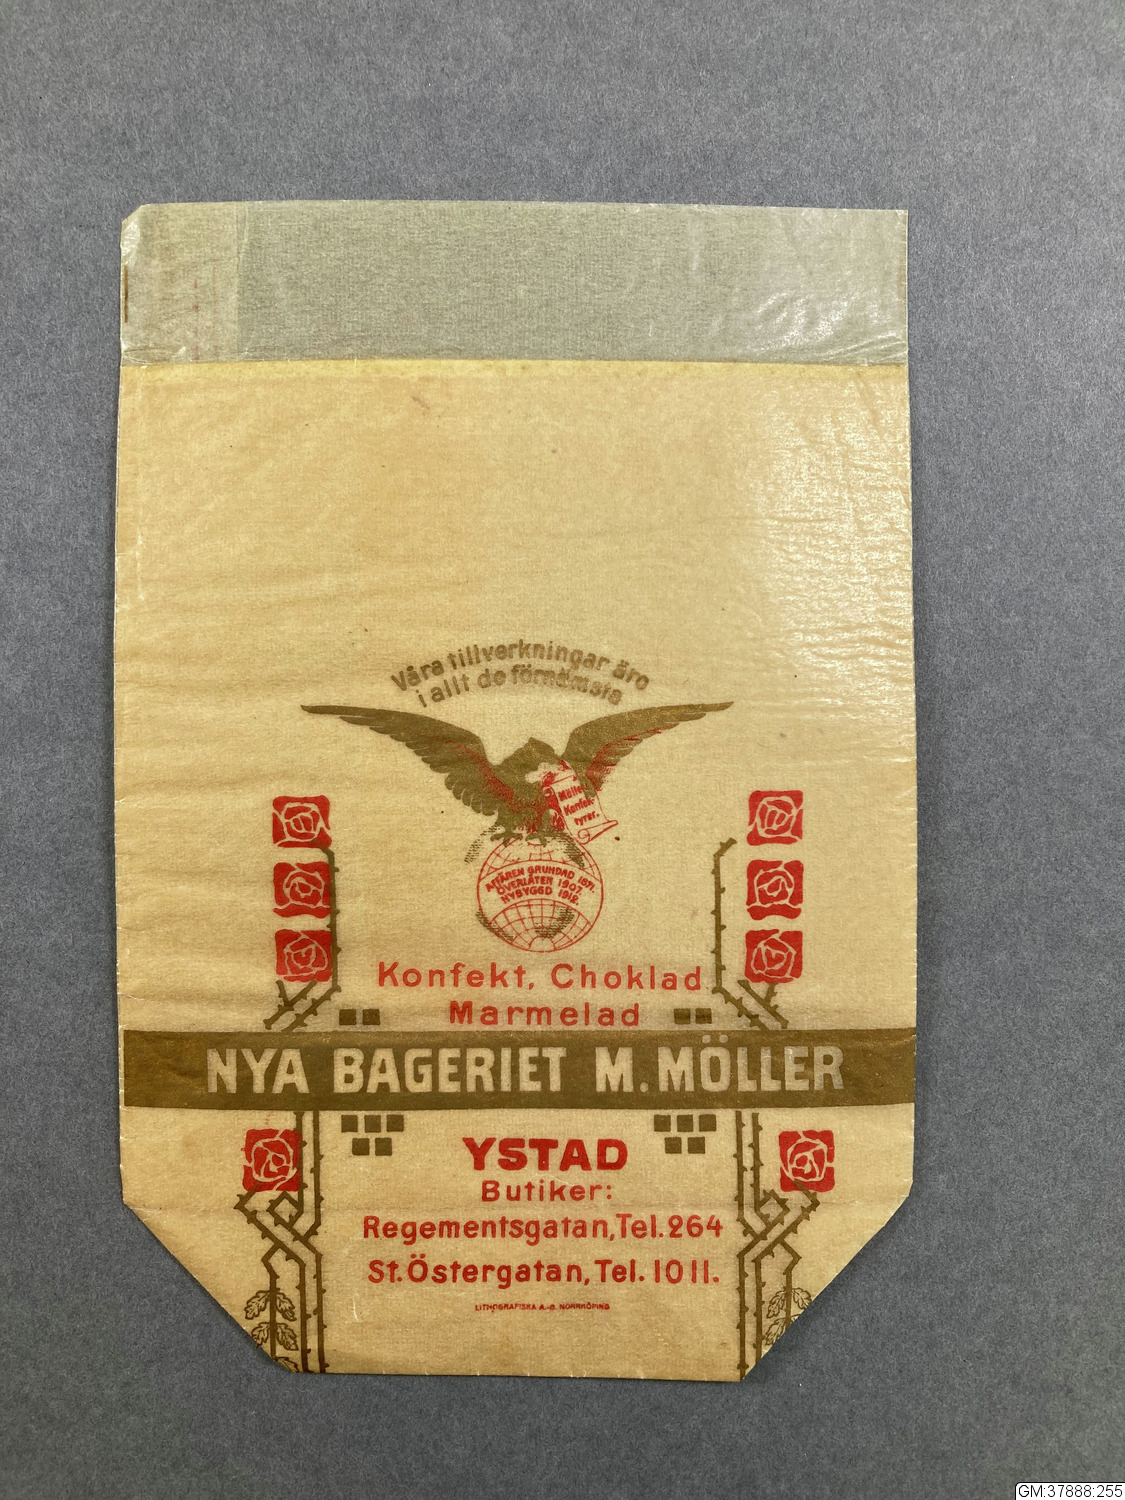 Våra tillverkningar äro
i allt de förnämsta
Möllers
Konfek-
tyrer.
AFFÄREN GRUNDAD 1871.
ÖVERLÅTEN 1907.
NYBYGGD 1912.
Konfekt, Choklad
Marmelad
NYA BAGERIET M. MÖLLER
YSTAD
Butiker:
Regementsgatan, Tel. 264
St. Östergatan, Tel. 1011.
LITHOGRAFISKA A.-B. NORRKÖPING
GM:37888:255